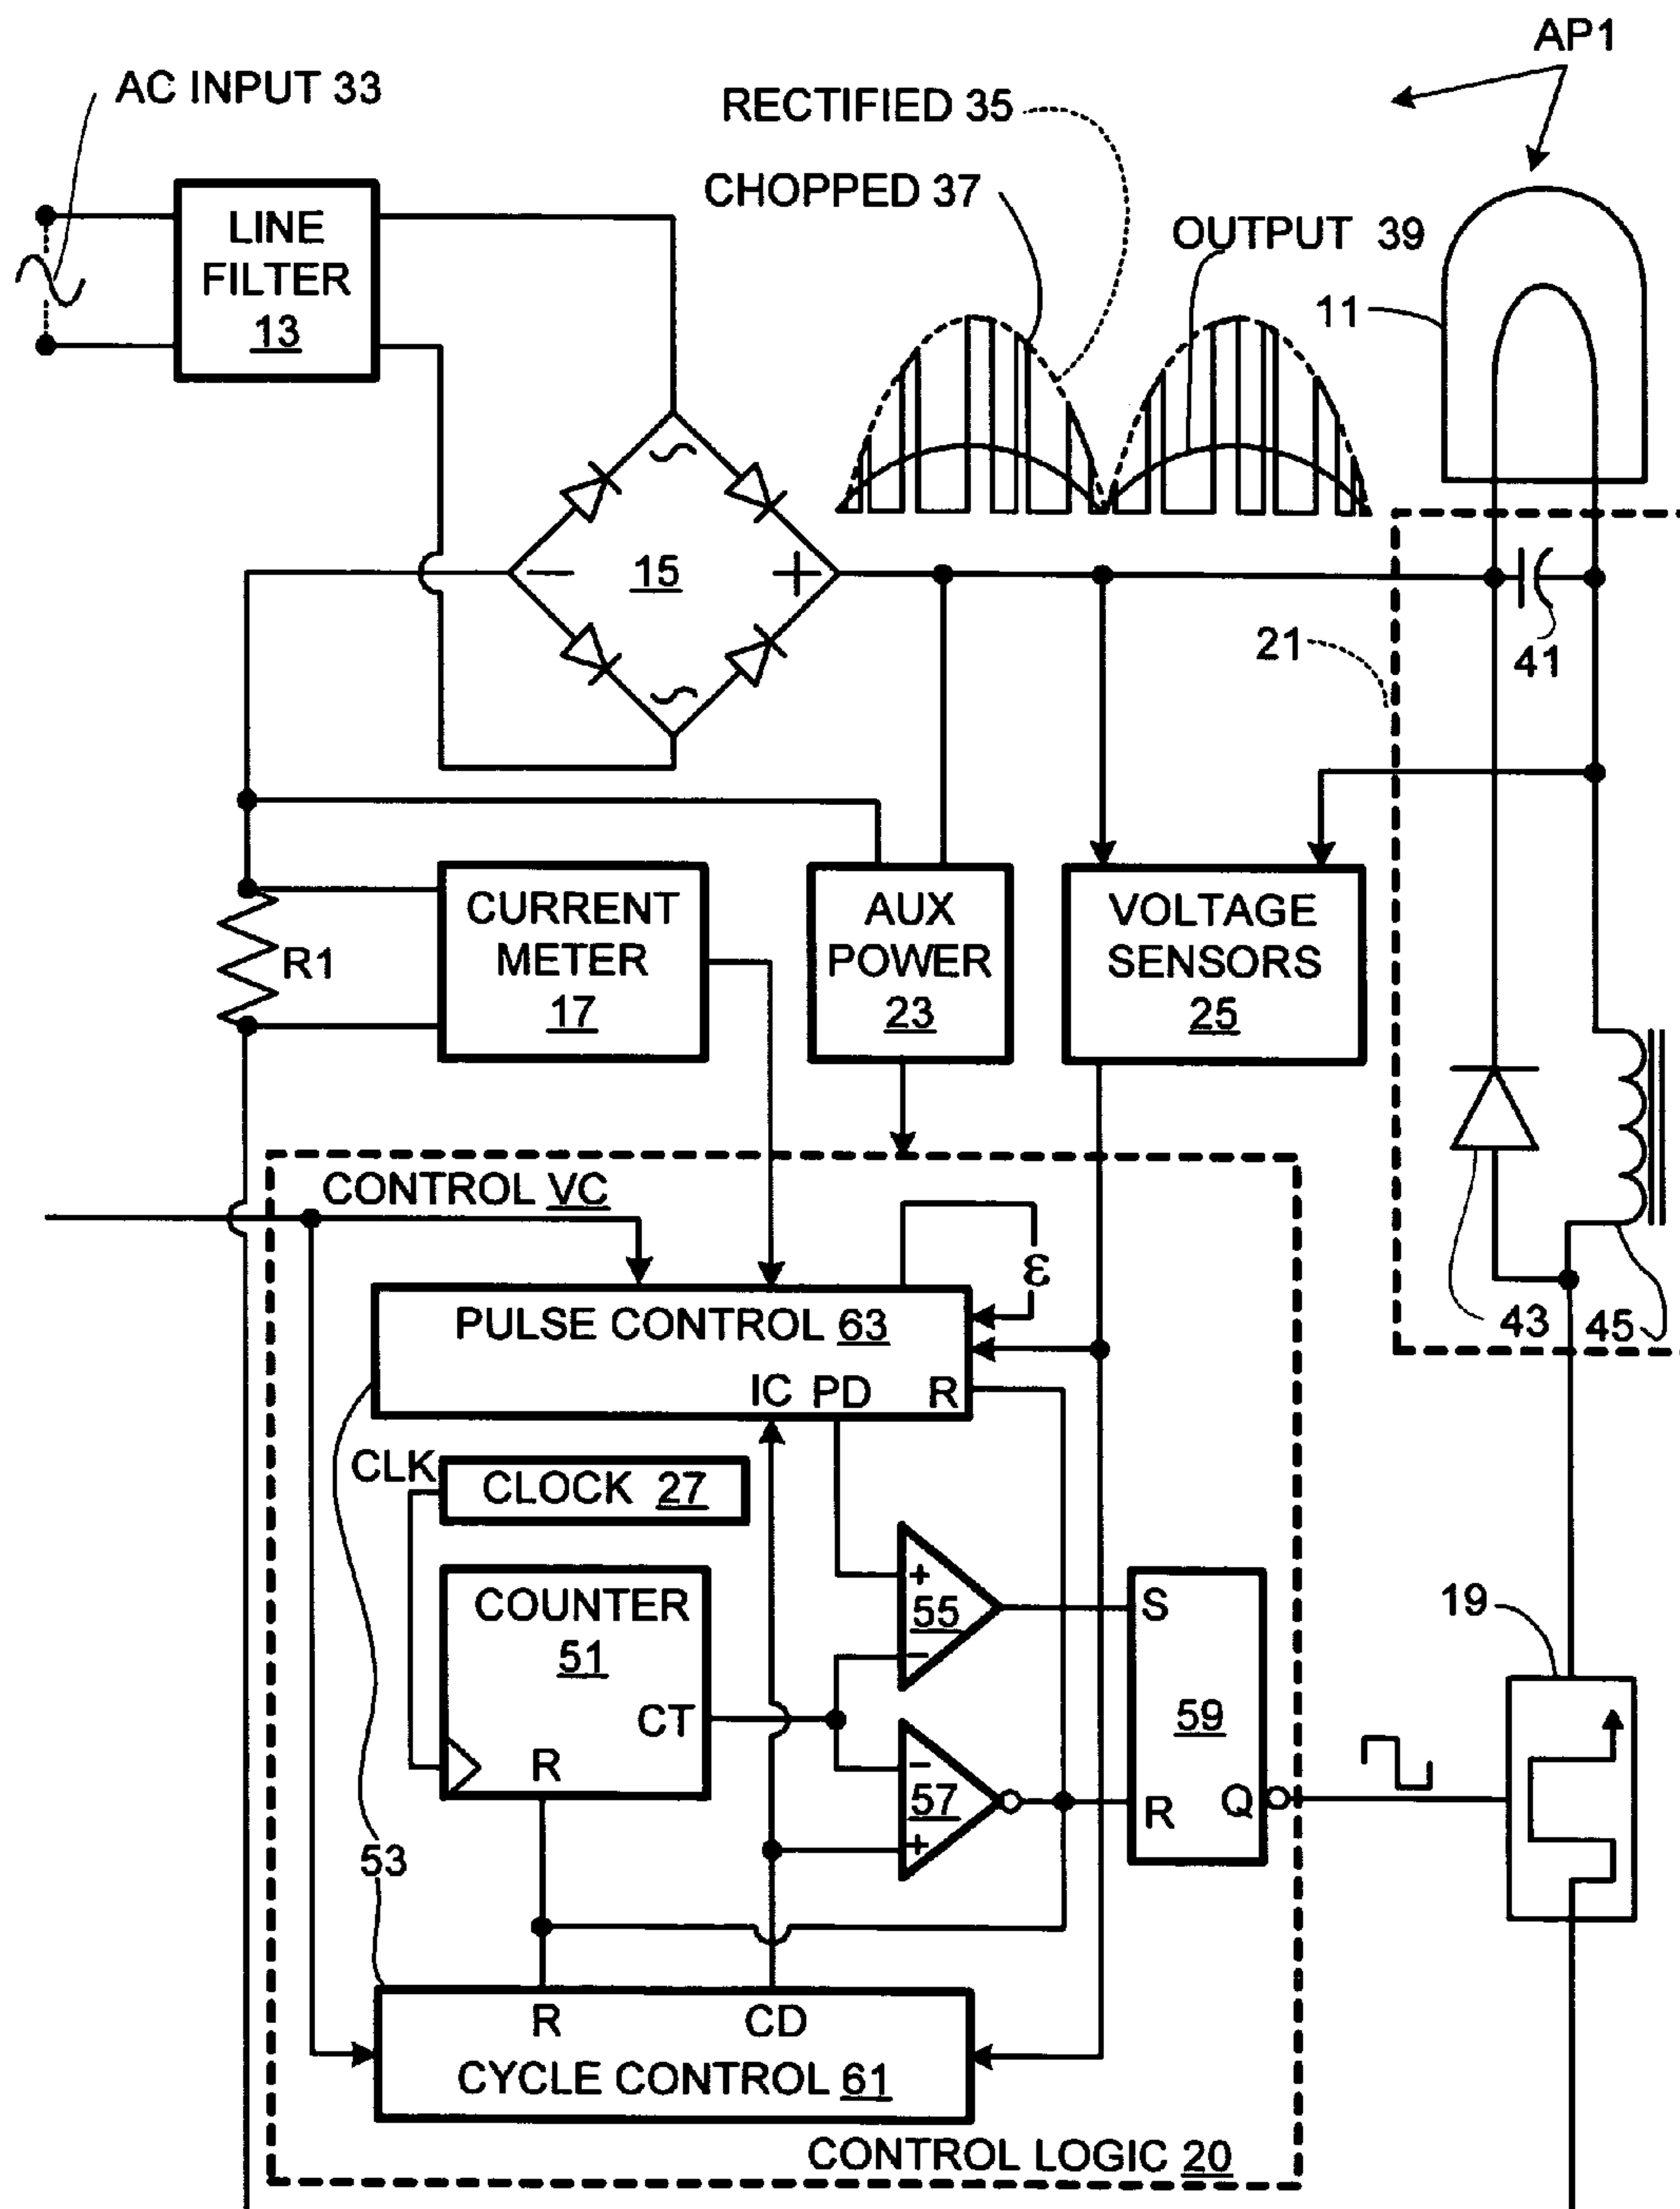 AP1
AC INPUT 33
RECTIFIED 35
CHOPPED 37
OUTPUT 39
LINE
FILTER
13
11
15
21
41
R1
CURRENT
METER
17
AUX
POWER
23
VOLTAGE
SENSORS
25
CONTROL VC
ε
PULSE CONTROL 63
IC PD R
43
45
CLK
CLOCK 27
COUNTER
51
CT
R
+
55
−
−
57
+
S
59
R
Q
19
53
R
CD
CYCLE CONTROL 61
CONTROL LOGIC 20